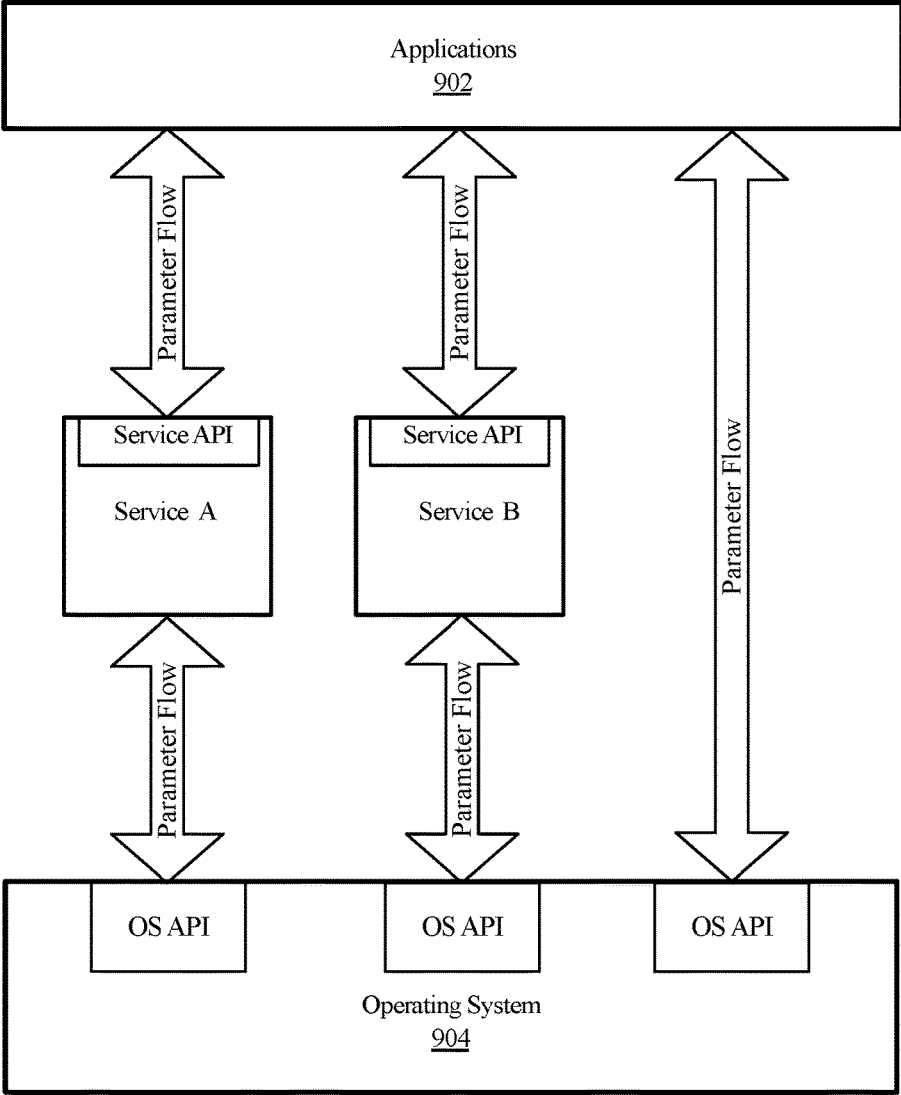 Applications
902
Parameter Flow
Parameter Flow
Parameter Flow
Service API
Service A
Service API
Service B
Parameter Flow
Parameter Flow
OS API
OS API
OS API
Operating System
904